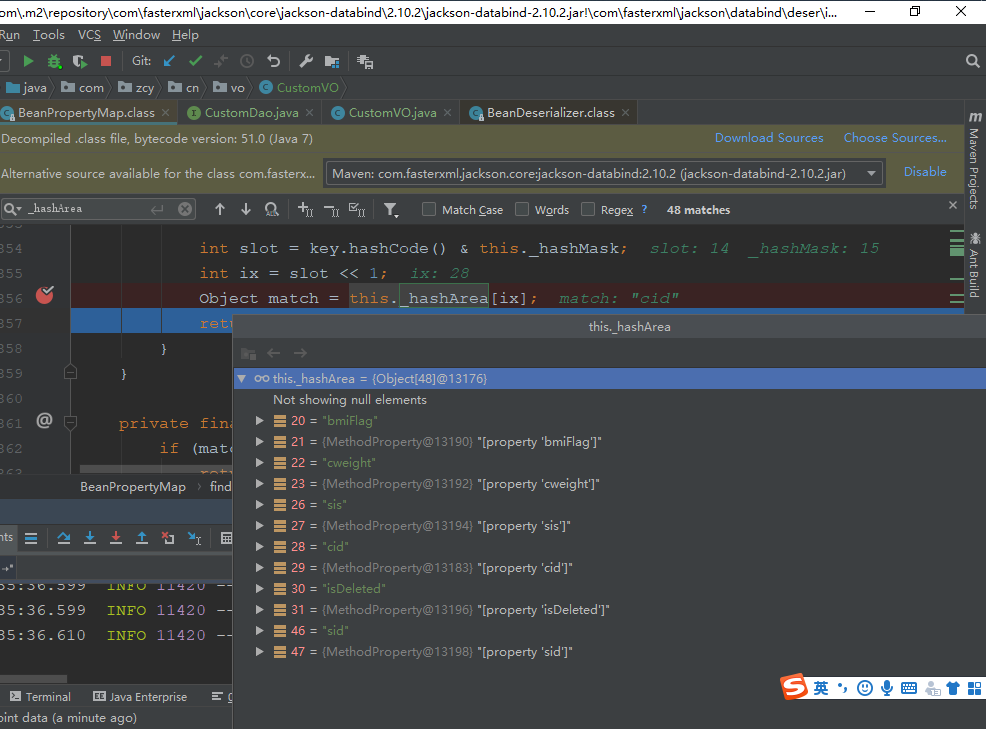 om\.m2\repository\com\fasterxml\jackson\core\jackson-databind\2.10.2\jackson-databind-2.10.2.jar!\com\fasterxml\jackson\databind\deser\i...
Run Tools VCS Window Help
Git:
java com zcy cn vo CustomVO
BeanPropertyMap.class CustomDao.java CustomVO.java BeanDeserializer.class
Decompiled .class file, bytecode version: 51.0 (Java 7) Download Sources Choose Sources...
Alternative source available for the class com.fasterx... Maven: com.fasterxml.jackson.core:jackson-databind:2.10.2 (jackson-databind-2.10.2.jar) Disable
_hashArea Match Case Words Regex ? 48 matches
354 int slot = key.hashCode() & this._hashMask; slot: 14 _hashMask: 15
355 int ix = slot << 1; ix: 28
356 Object match = this._hashArea[ix]; match: "cid"
357 retu
this._hashArea
358 }
359 }
360
361 @ private fina
362 if (matc
363
this._hashArea = {Object[48]@13176}
Not showing null elements
20 = "bmiFlag"
21 = {MethodProperty@13190} "[property 'bmiFlag']"
22 = "cweight"
23 = {MethodProperty@13192} "[property 'cweight']"
26 = "sis"
27 = {MethodProperty@13194} "[property 'sis']"
28 = "cid"
29 = {MethodProperty@13183} "[property 'cid']"
30 = "isDeleted"
31 = {MethodProperty@13196} "[property 'isDeleted']"
46 = "sid"
47 = {MethodProperty@13198} "[property 'sid']"
BeanPropertyMap find
nts
35:36.599 INFO 11420 --
35:36.599 INFO 11420 --
35:36.610 INFO 11420 --
Terminal Java Enterprise
oint data (a minute ago)
m Maven Projects
Ant Build
S 英